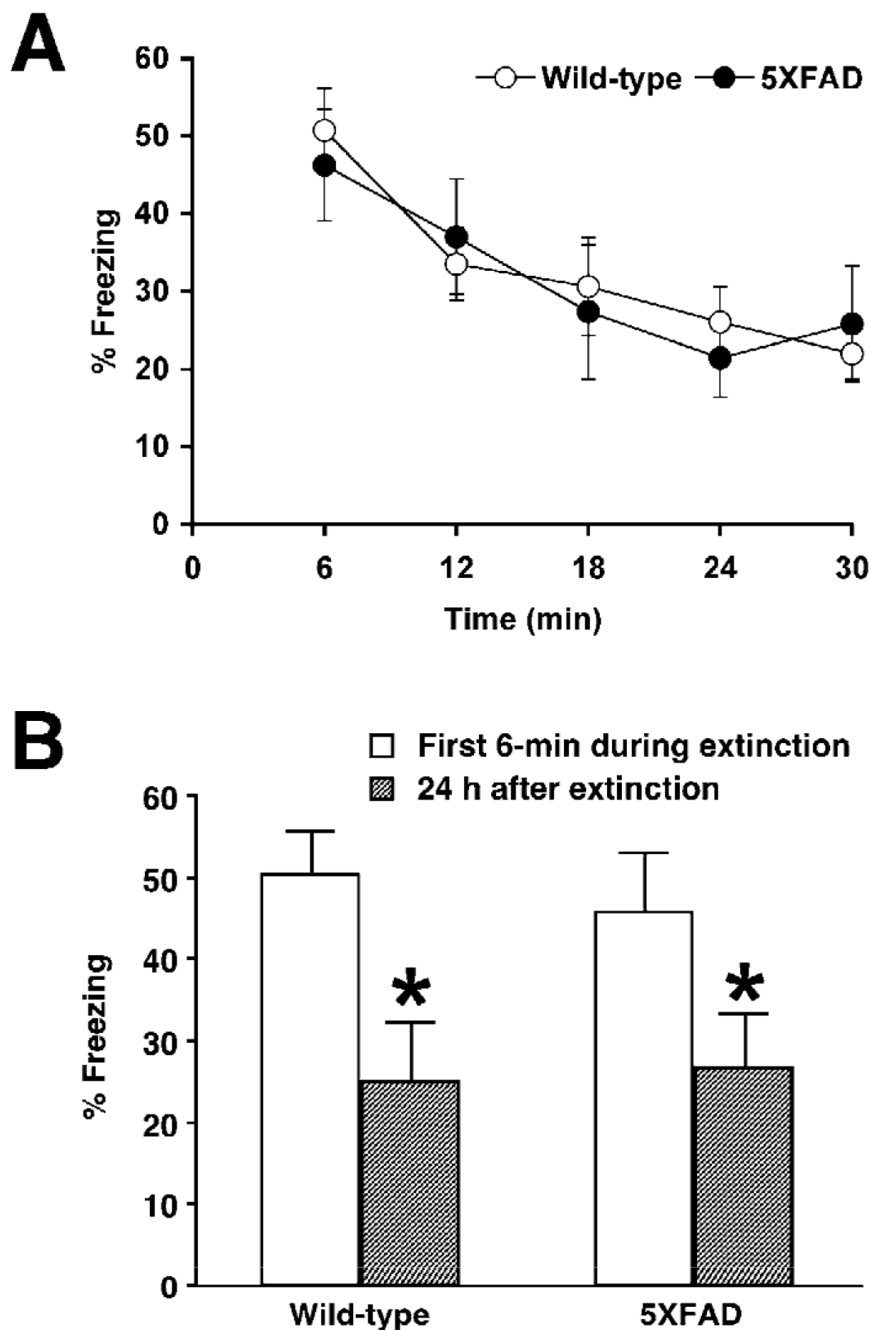 A
60
Wild-type 5XFAD
50
40
30
20
10
0
% Freezing
0 6 12 18 24 30
Time (min)
B
First 6-min during extinction
24 h after extinction
60
50
40
30
20
10
0
% Freezing
* *
Wild-type 5XFAD